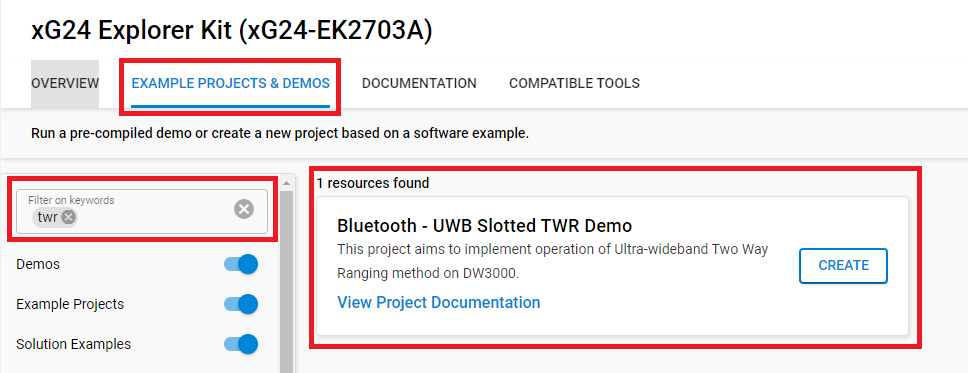 xG24 Explorer Kit (xG24-EK2703A)
OVERVIEW EXAMPLE PROJECTS & DEMOS DOCUMENTATION COMPATIBLE TOOLS
Run a pre-compiled demo or create a new project based on a software example.
Filter on keywords
twr
Demos
Example Projects
Solution Examples
1 resources found
Bluetooth - UWB Slotted TWR Demo
This project aims to implement operation of Ultra-wideband Two Way
Ranging method on DW3000.
View Project Documentation
CREATE